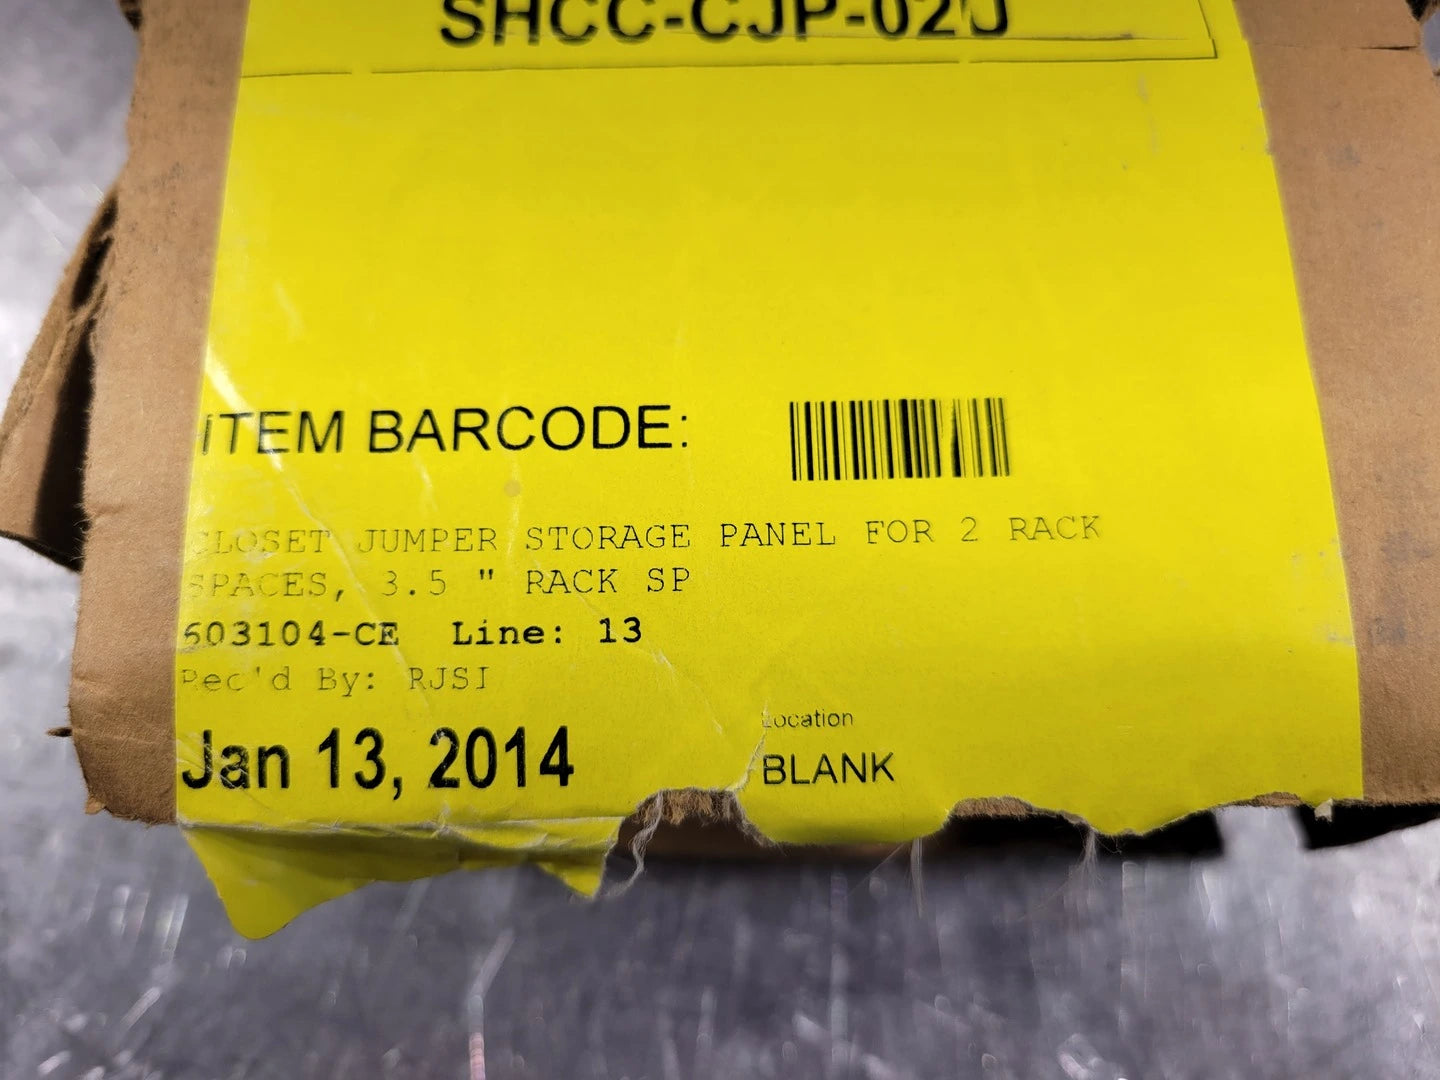 SHCC-CJP-02U
ITEM BARCODE:
CLOSET JUMPER STORAGE PANEL FOR 2 RACK
SPACES, 3.5 " RACK SP
603104-CE Line: 13
Rec'd By: RJSI
Jan 13, 2014
Location
BLANK